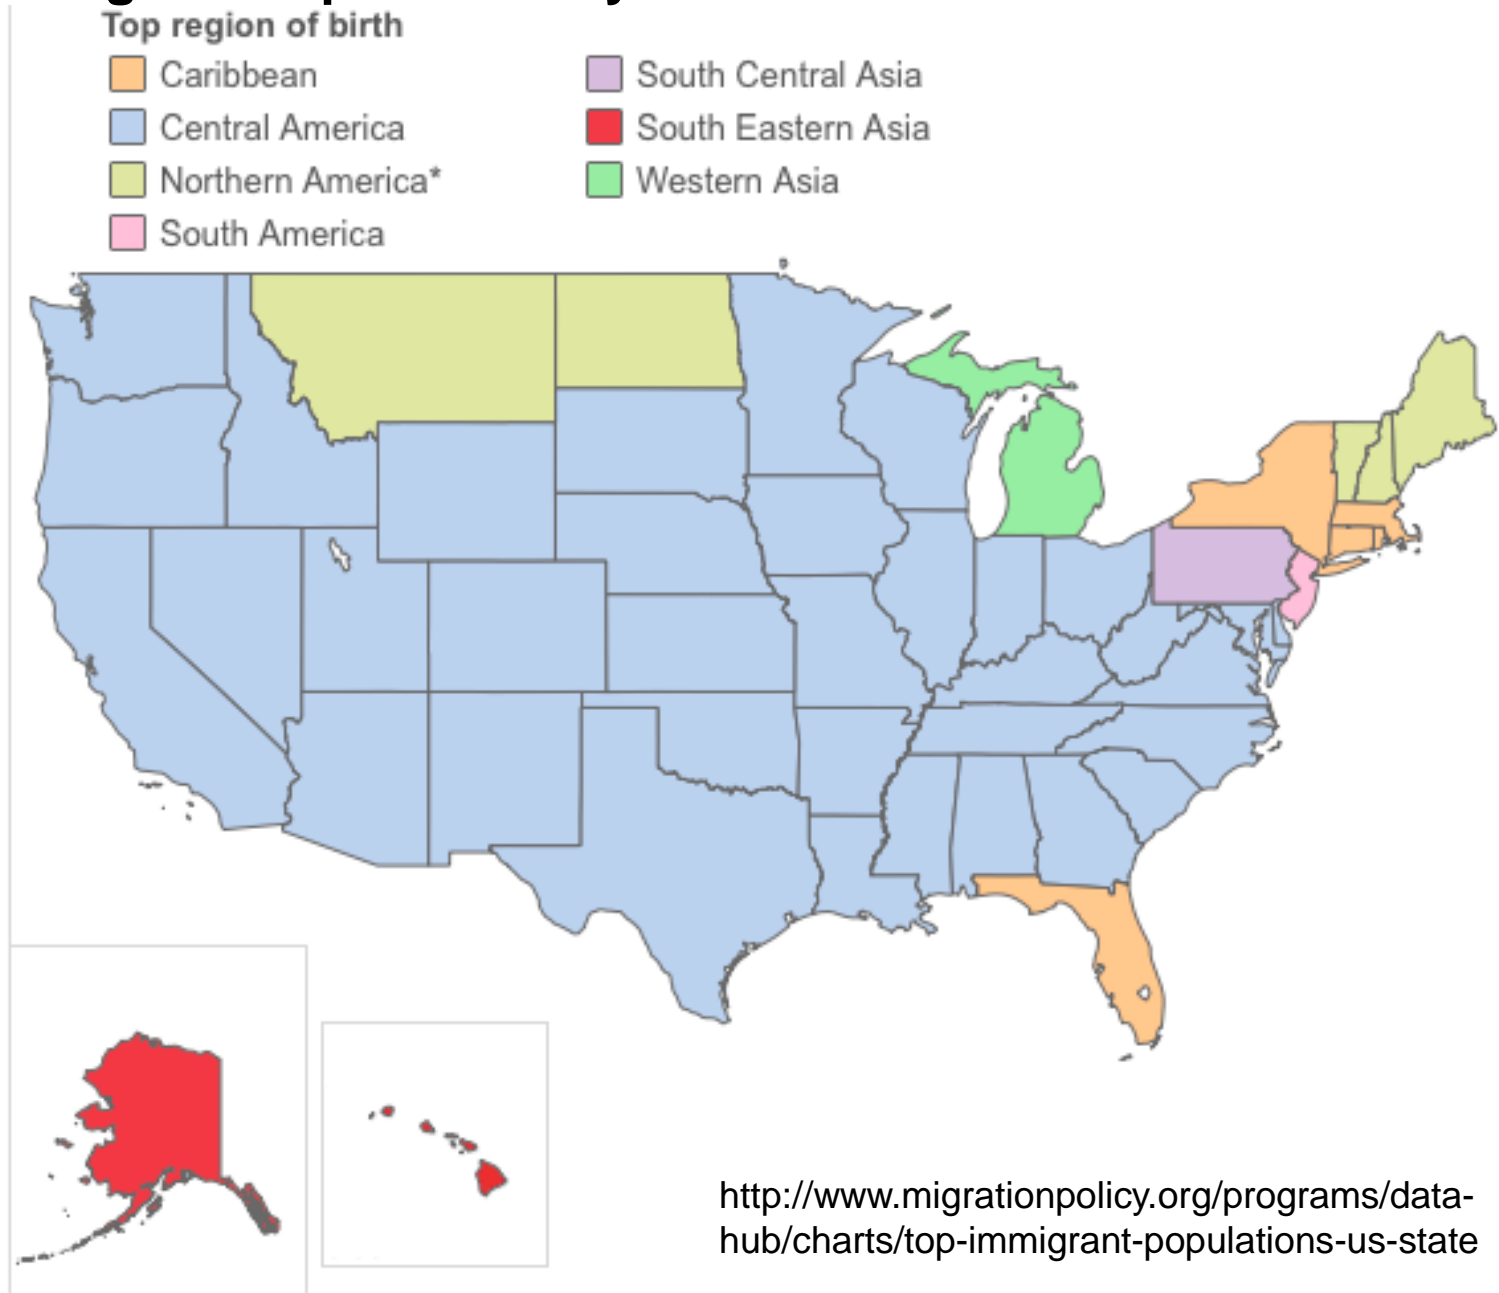 Top region of birth
Caribbean
Central America
Northern America*
South America
South Central Asia
South Eastern Asia
Western Asia
http://www.migrationpolicy.org/programs/data-
hub/charts/top-immigrant-populations-us-state